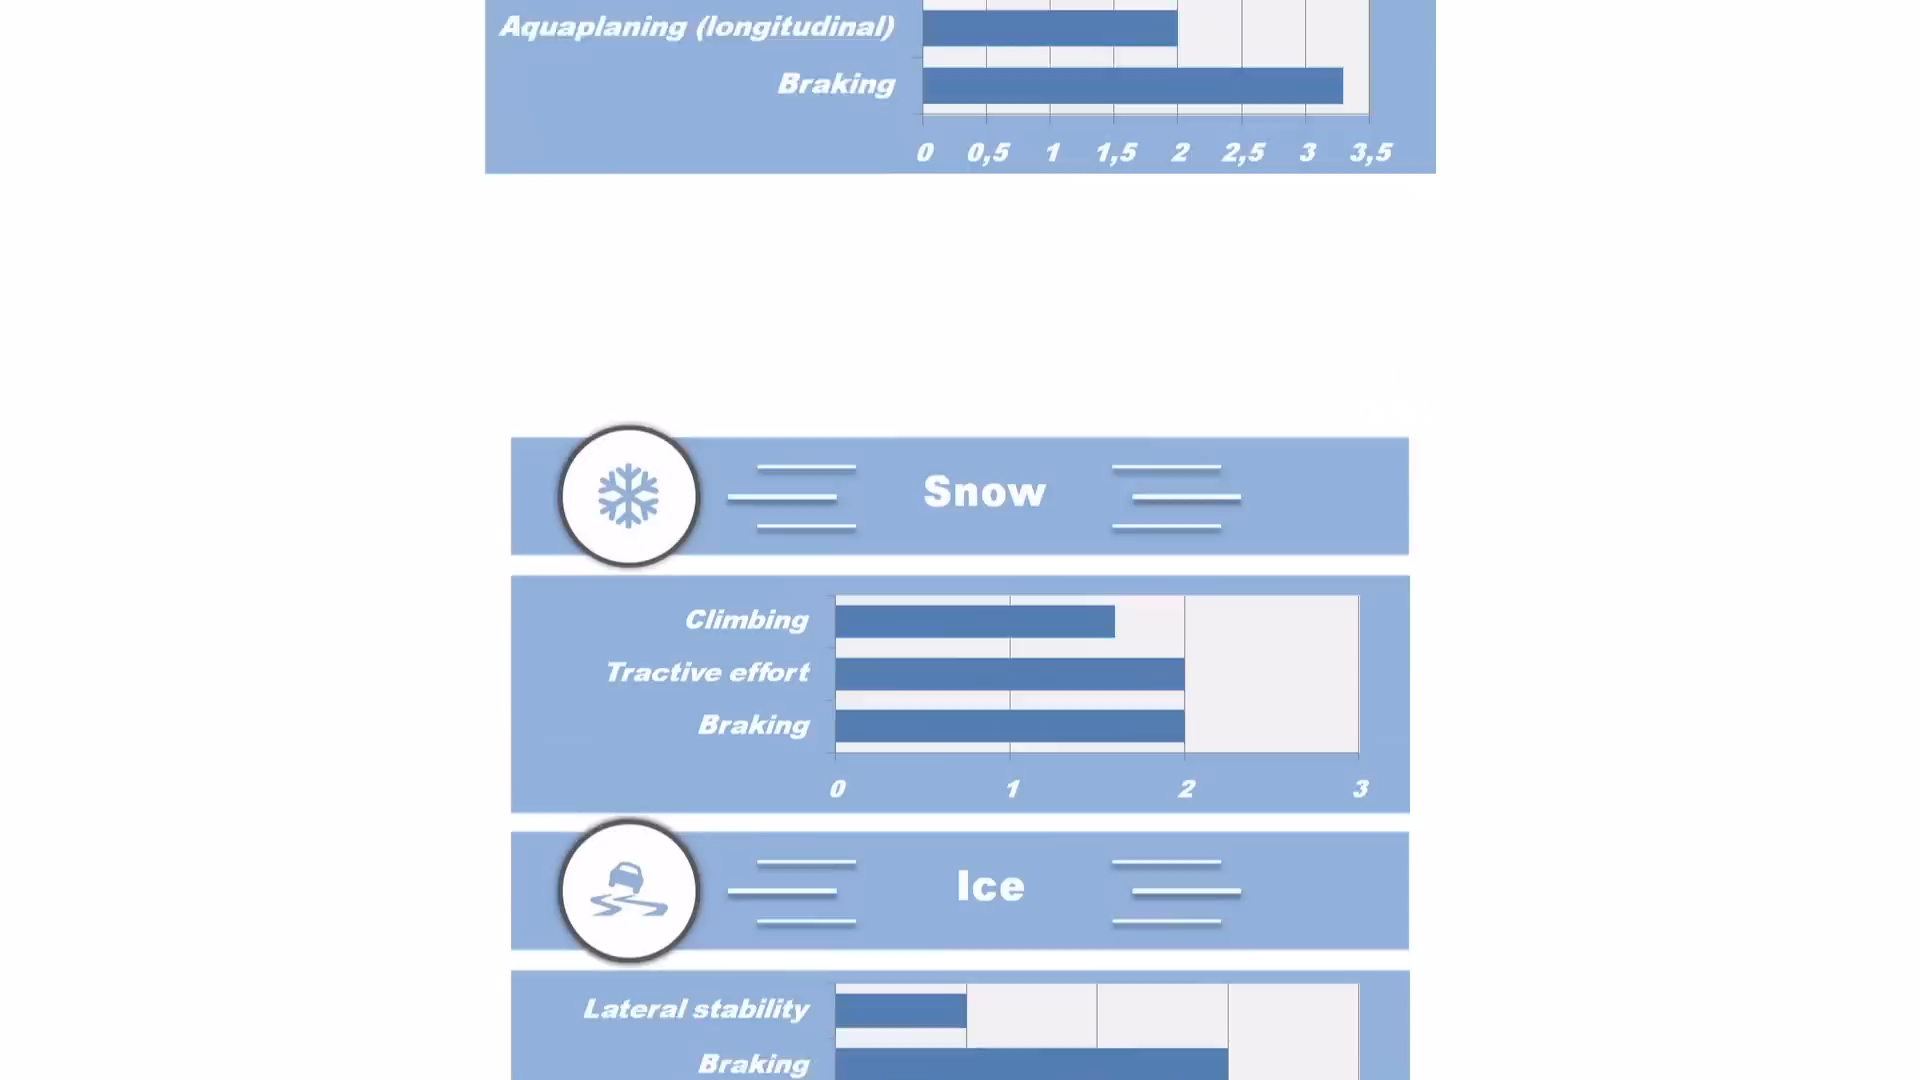 Aquaplaning (longitudinal)
Braking
0 0,5 1 1,5 2 2,5 3 3,5
Snow
Climbing
Tractive effort
Braking
0 1 2 3
Ice
Lateral stability
Braking